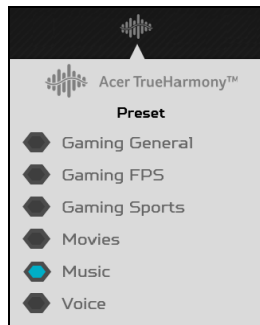 Acer TrueHarmony™
Preset
Gaming General
Gaming FPS
Gaming Sports
Movies
Music
Voice